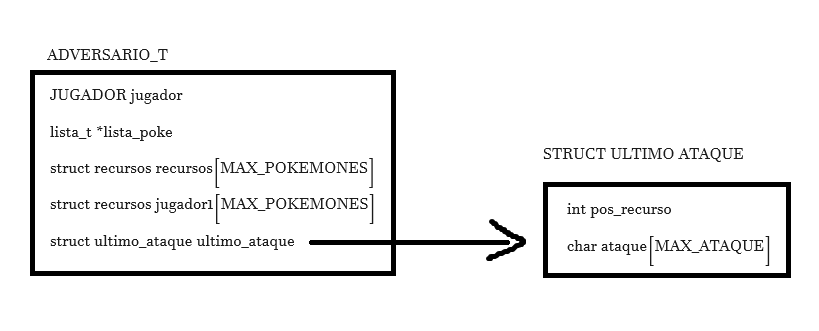 ADVERSARIO_T
JUGADOR jugador
lista_t *lista_poke
struct recursos recursos[MAX_POKEMONES]
struct recursos jugador1[MAX_POKEMONES]
struct ultimo_ataque ultimo_ataque
STRUCT ULTIMO ATAQUE
int pos_recurso
char ataque[MAX_ATAQUE]